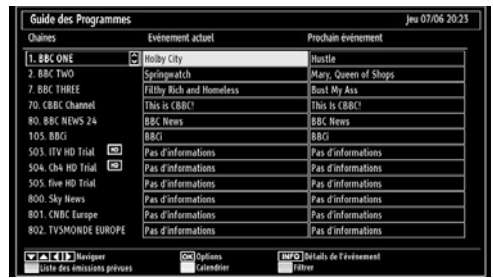 Guide des Programmes Jeu 07/06 20:23
Chaînes Evénement actuel Prochain événement
1. BBC ONE Holby City Hustle
2. BBC TWO Springwatch Mary, Queen of Shops
7. BBC THREE Filthy Rich and Homeless Bust My Ass
70. CBBC Channel This is CBBC! This Is CBBC!
80. BBC NEWS 24 BBC News BBC News
105. BBCi BBCi BBCi
503. ITV HD Trial HD Pas d'informations Pas d'informations
504. Ch4 HD Trial HD Pas d'informations Pas d'informations
505. five HD Trial Pas d'informations Pas d'informations
800. Sky News Pas d'informations Pas d'informations
801. CNBC Europe Pas d'informations Pas d'informations
802. TV5MONDE EUROPE Pas d'informations Pas d'informations
Naviguer OK Options INFO Détails de l'événement
Liste des émissions prévues Calendrier Filtrer